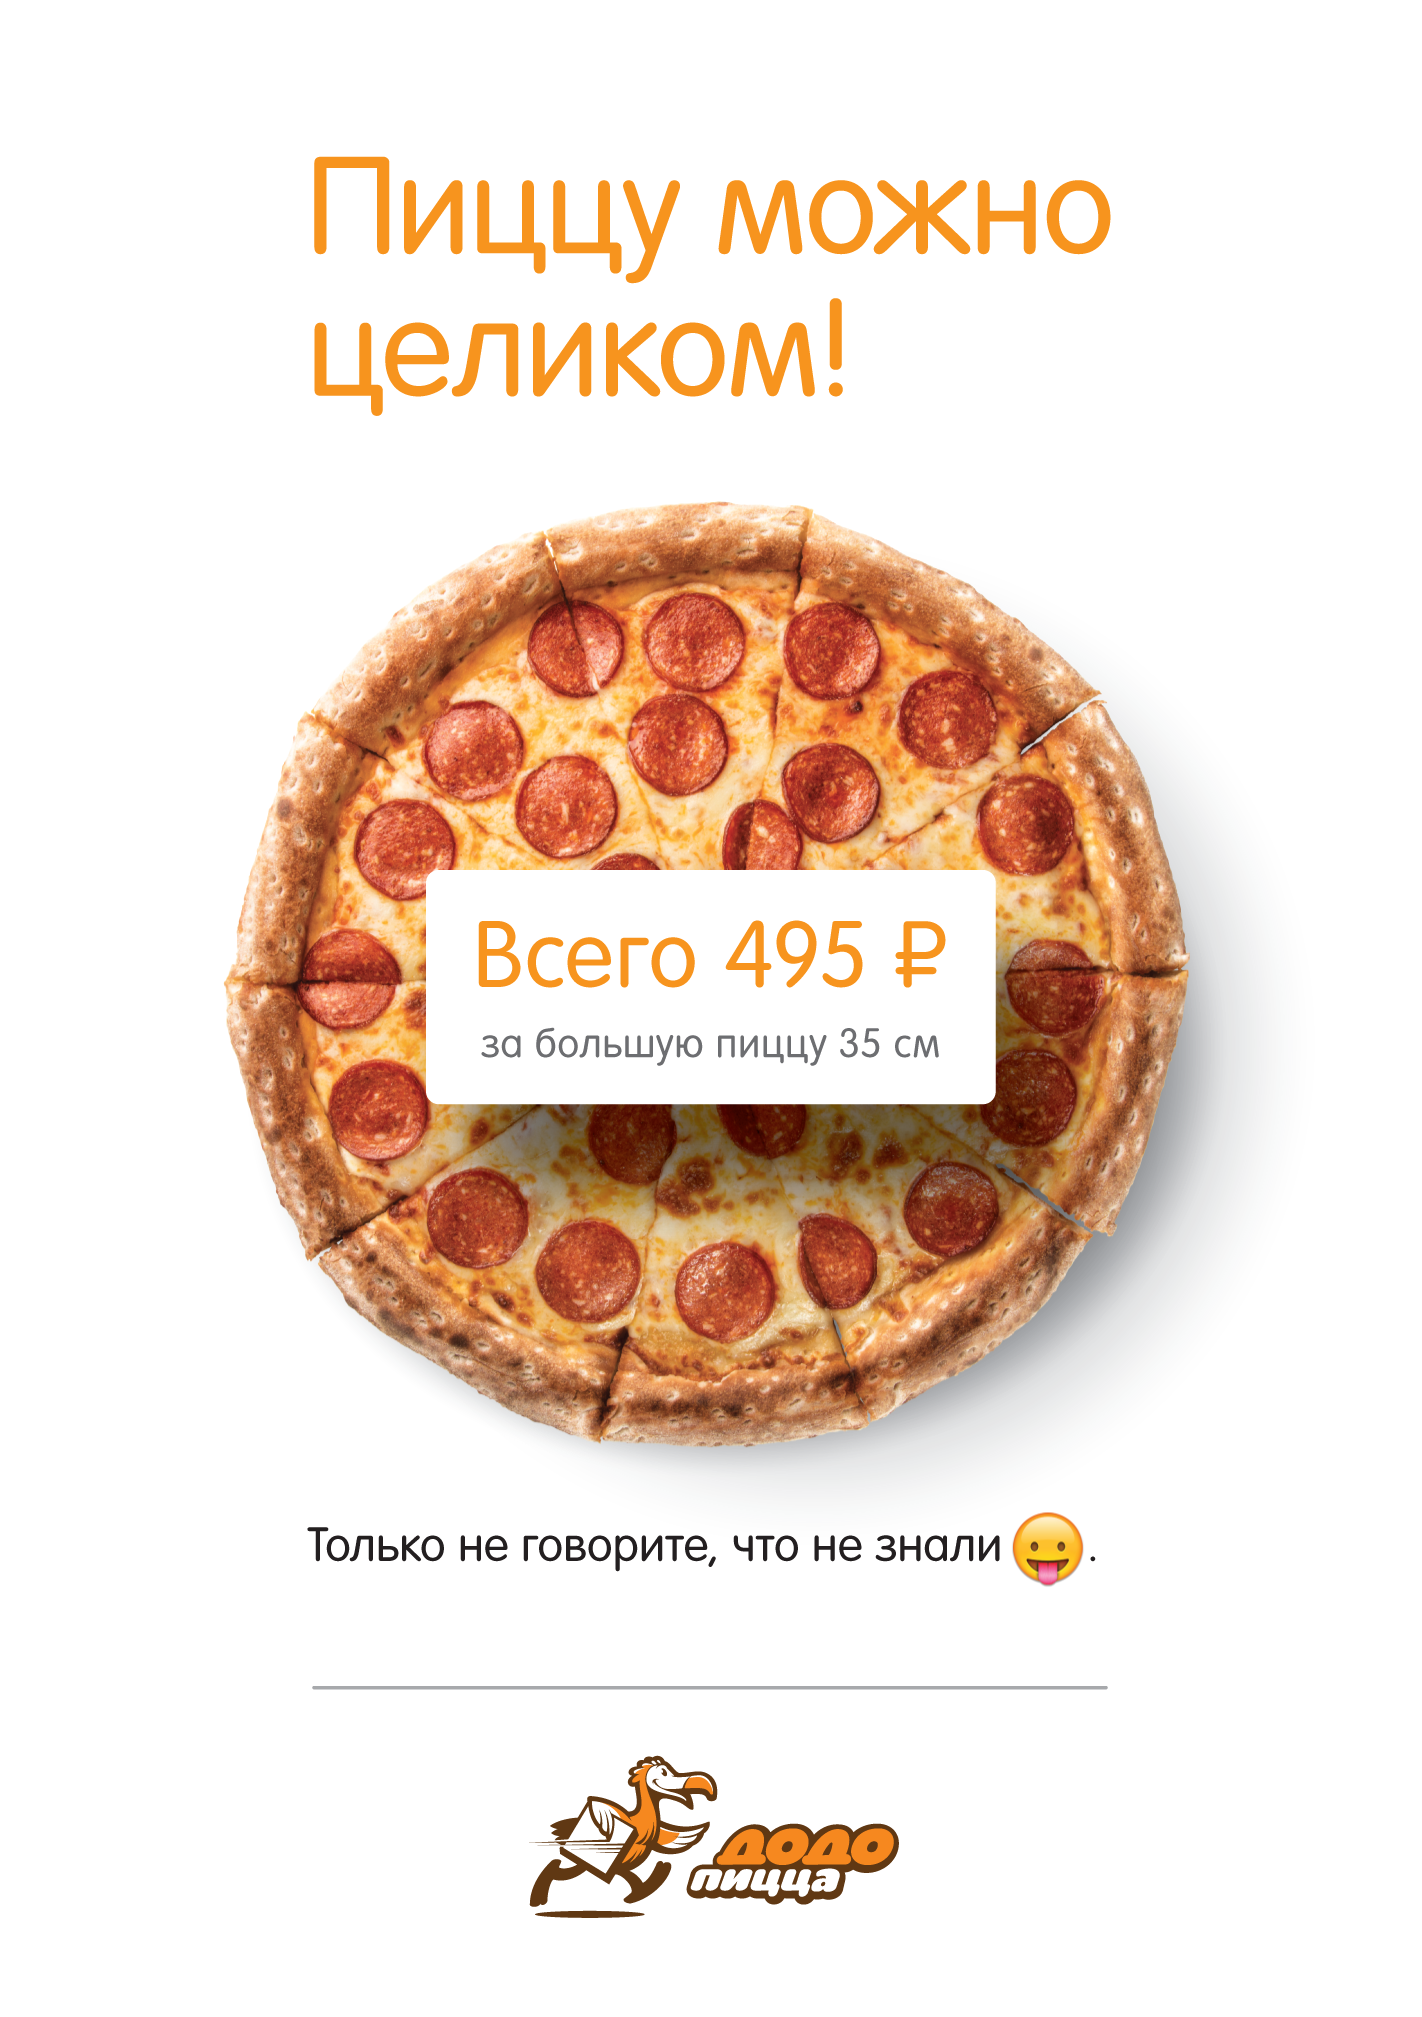 Пиццу можно
целиком!
Всего 495 ₽
за большую пиццу 35 см
Только не говорите, что не знали 😛.
додо
пицца